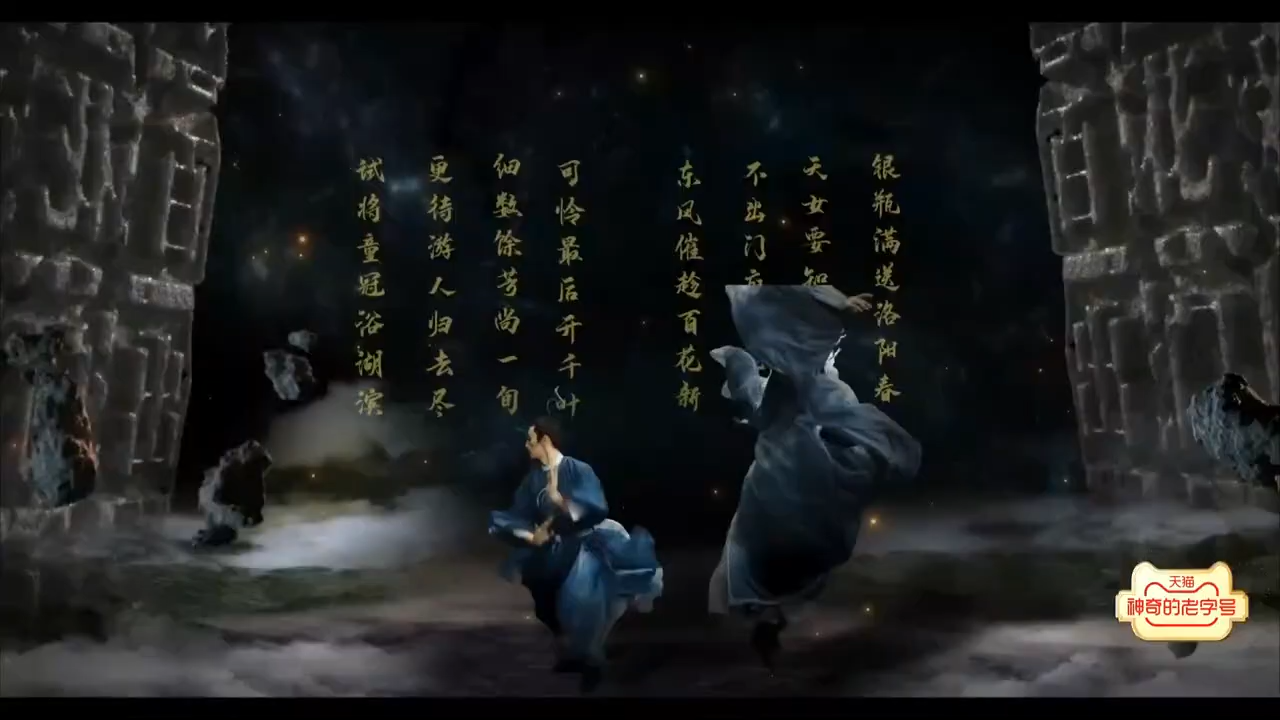 银瓶满送洛阳春
天女要知
不出门
东风催趁百花新
可怜最后开千叶
细数馀芳尚一旬
更待游人归去尽
试将童冠浴湖滨
天猫
神奇的老字号